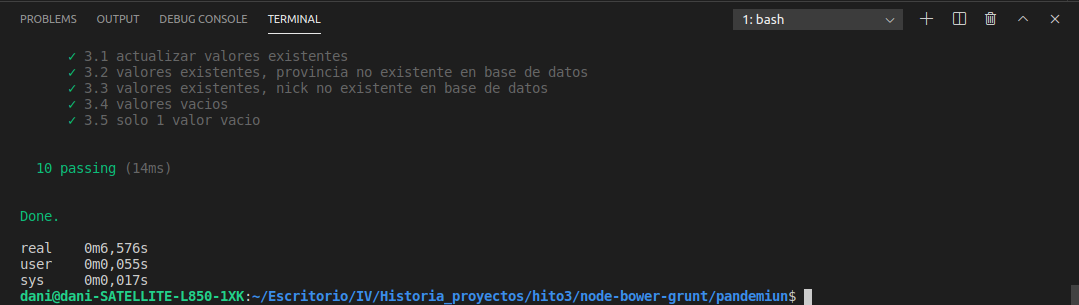 PROBLEMS OUTPUT DEBUG CONSOLE TERMINAL 1: bash
✓ 3.1 actualizar valores existentes
✓ 3.2 valores existentes, provincia no existente en base de datos
✓ 3.3 valores existentes, nick no existente en base de datos
✓ 3.4 valores vacios
✓ 3.5 solo 1 valor vacio
10 passing (14ms)
Done.
real 0m6,576s
user 0m0,055s
sys 0m0,017s
dani@dani-SATELLITE-L850-1XK:~/Escritorio/IV/Historia_proyectos/hito3/node-bower-grunt/pandemiun$